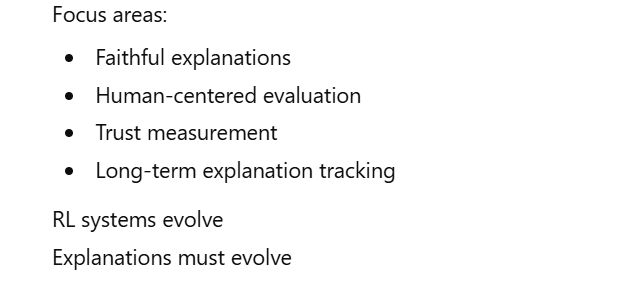 Focus areas:
• Faithful explanations
• Human-centered evaluation
• Trust measurement
• Long-term explanation tracking
RL systems evolve
Explanations must evolve